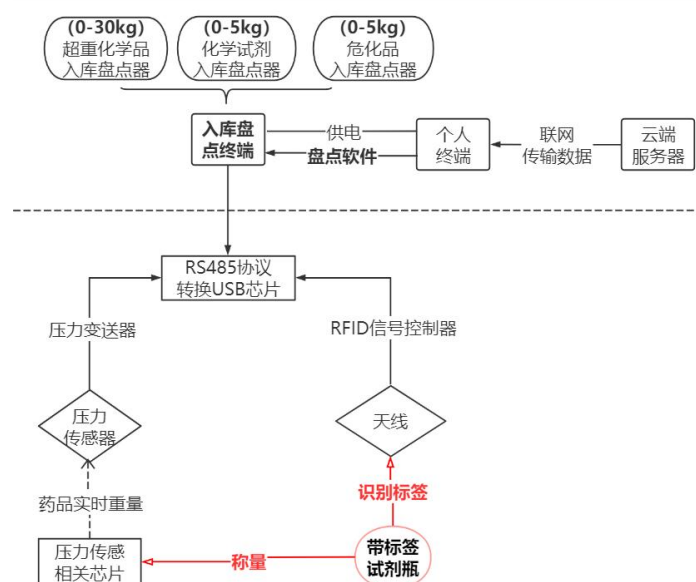 (0-30kg)
超重化学品
入库盘点器
(0-5kg)
化学试剂
入库盘点器
(0-5kg)
危化品
入库盘点器
入库盘
点终端
供电
盘点软件
个人
终端
联网
传输数据
云端
服务器
RS485协议
转换USB芯片
压力变送器
RFID信号控制器
压力
传感器
天线
药品实时重量
识别标签
压力传感
相关芯片
称量
带标签
试剂瓶